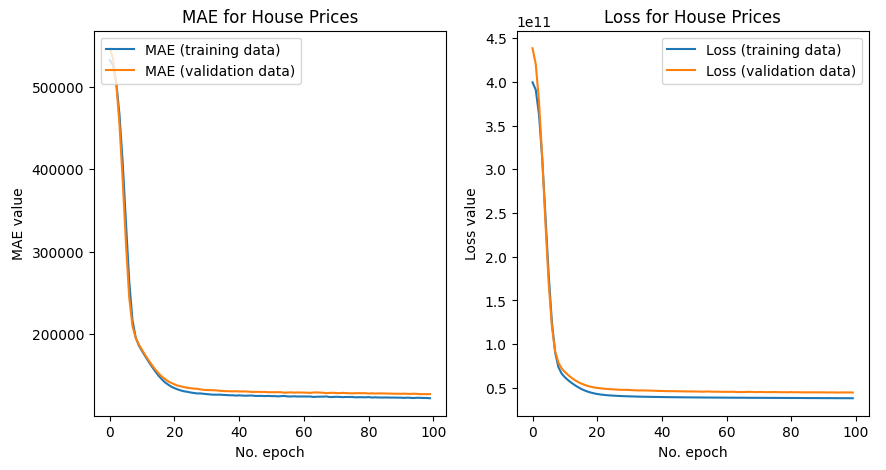 MAE for House Prices
MAE (training data)
MAE (validation data)
500000
400000
300000
200000
MAE value
0
20
40
60
80
100
No. epoch
Loss for House Prices
1e11
Loss (training data)
Loss (validation data)
4.5
4.0
3.5
3.0
2.5
2.0
1.5
1.0
0.5
Loss value
0
20
40
60
80
100
No. epoch